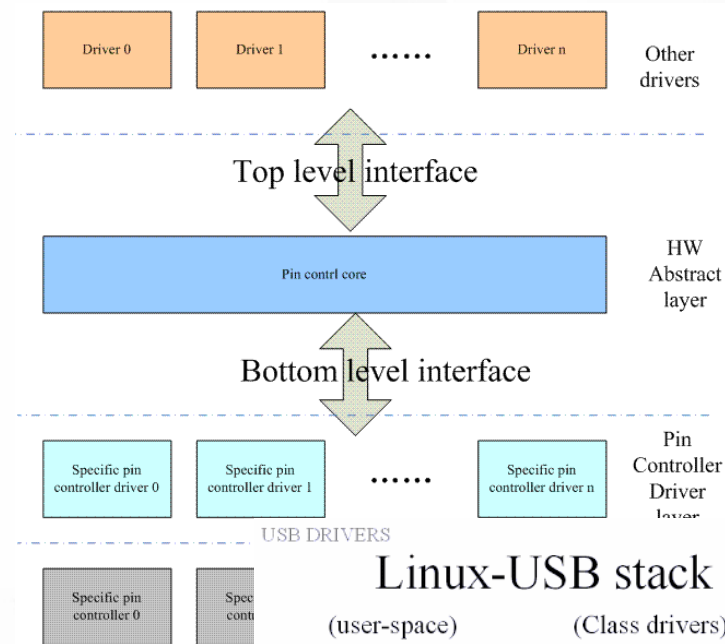 Driver 0
Driver 1
......
Driver n
Other
drivers
Top level interface
Pin contrl core
HW
Abstract
layer
Bottom level interface
Specific pin
controller driver 0
Specific pin
controller driver 1
......
Specific pin
controller driver n
Pin
Controller
Driver
layer
USB DRIVERS
Linux-USB stack
Specific pin
controller 0
(user-space)
(Class drivers)